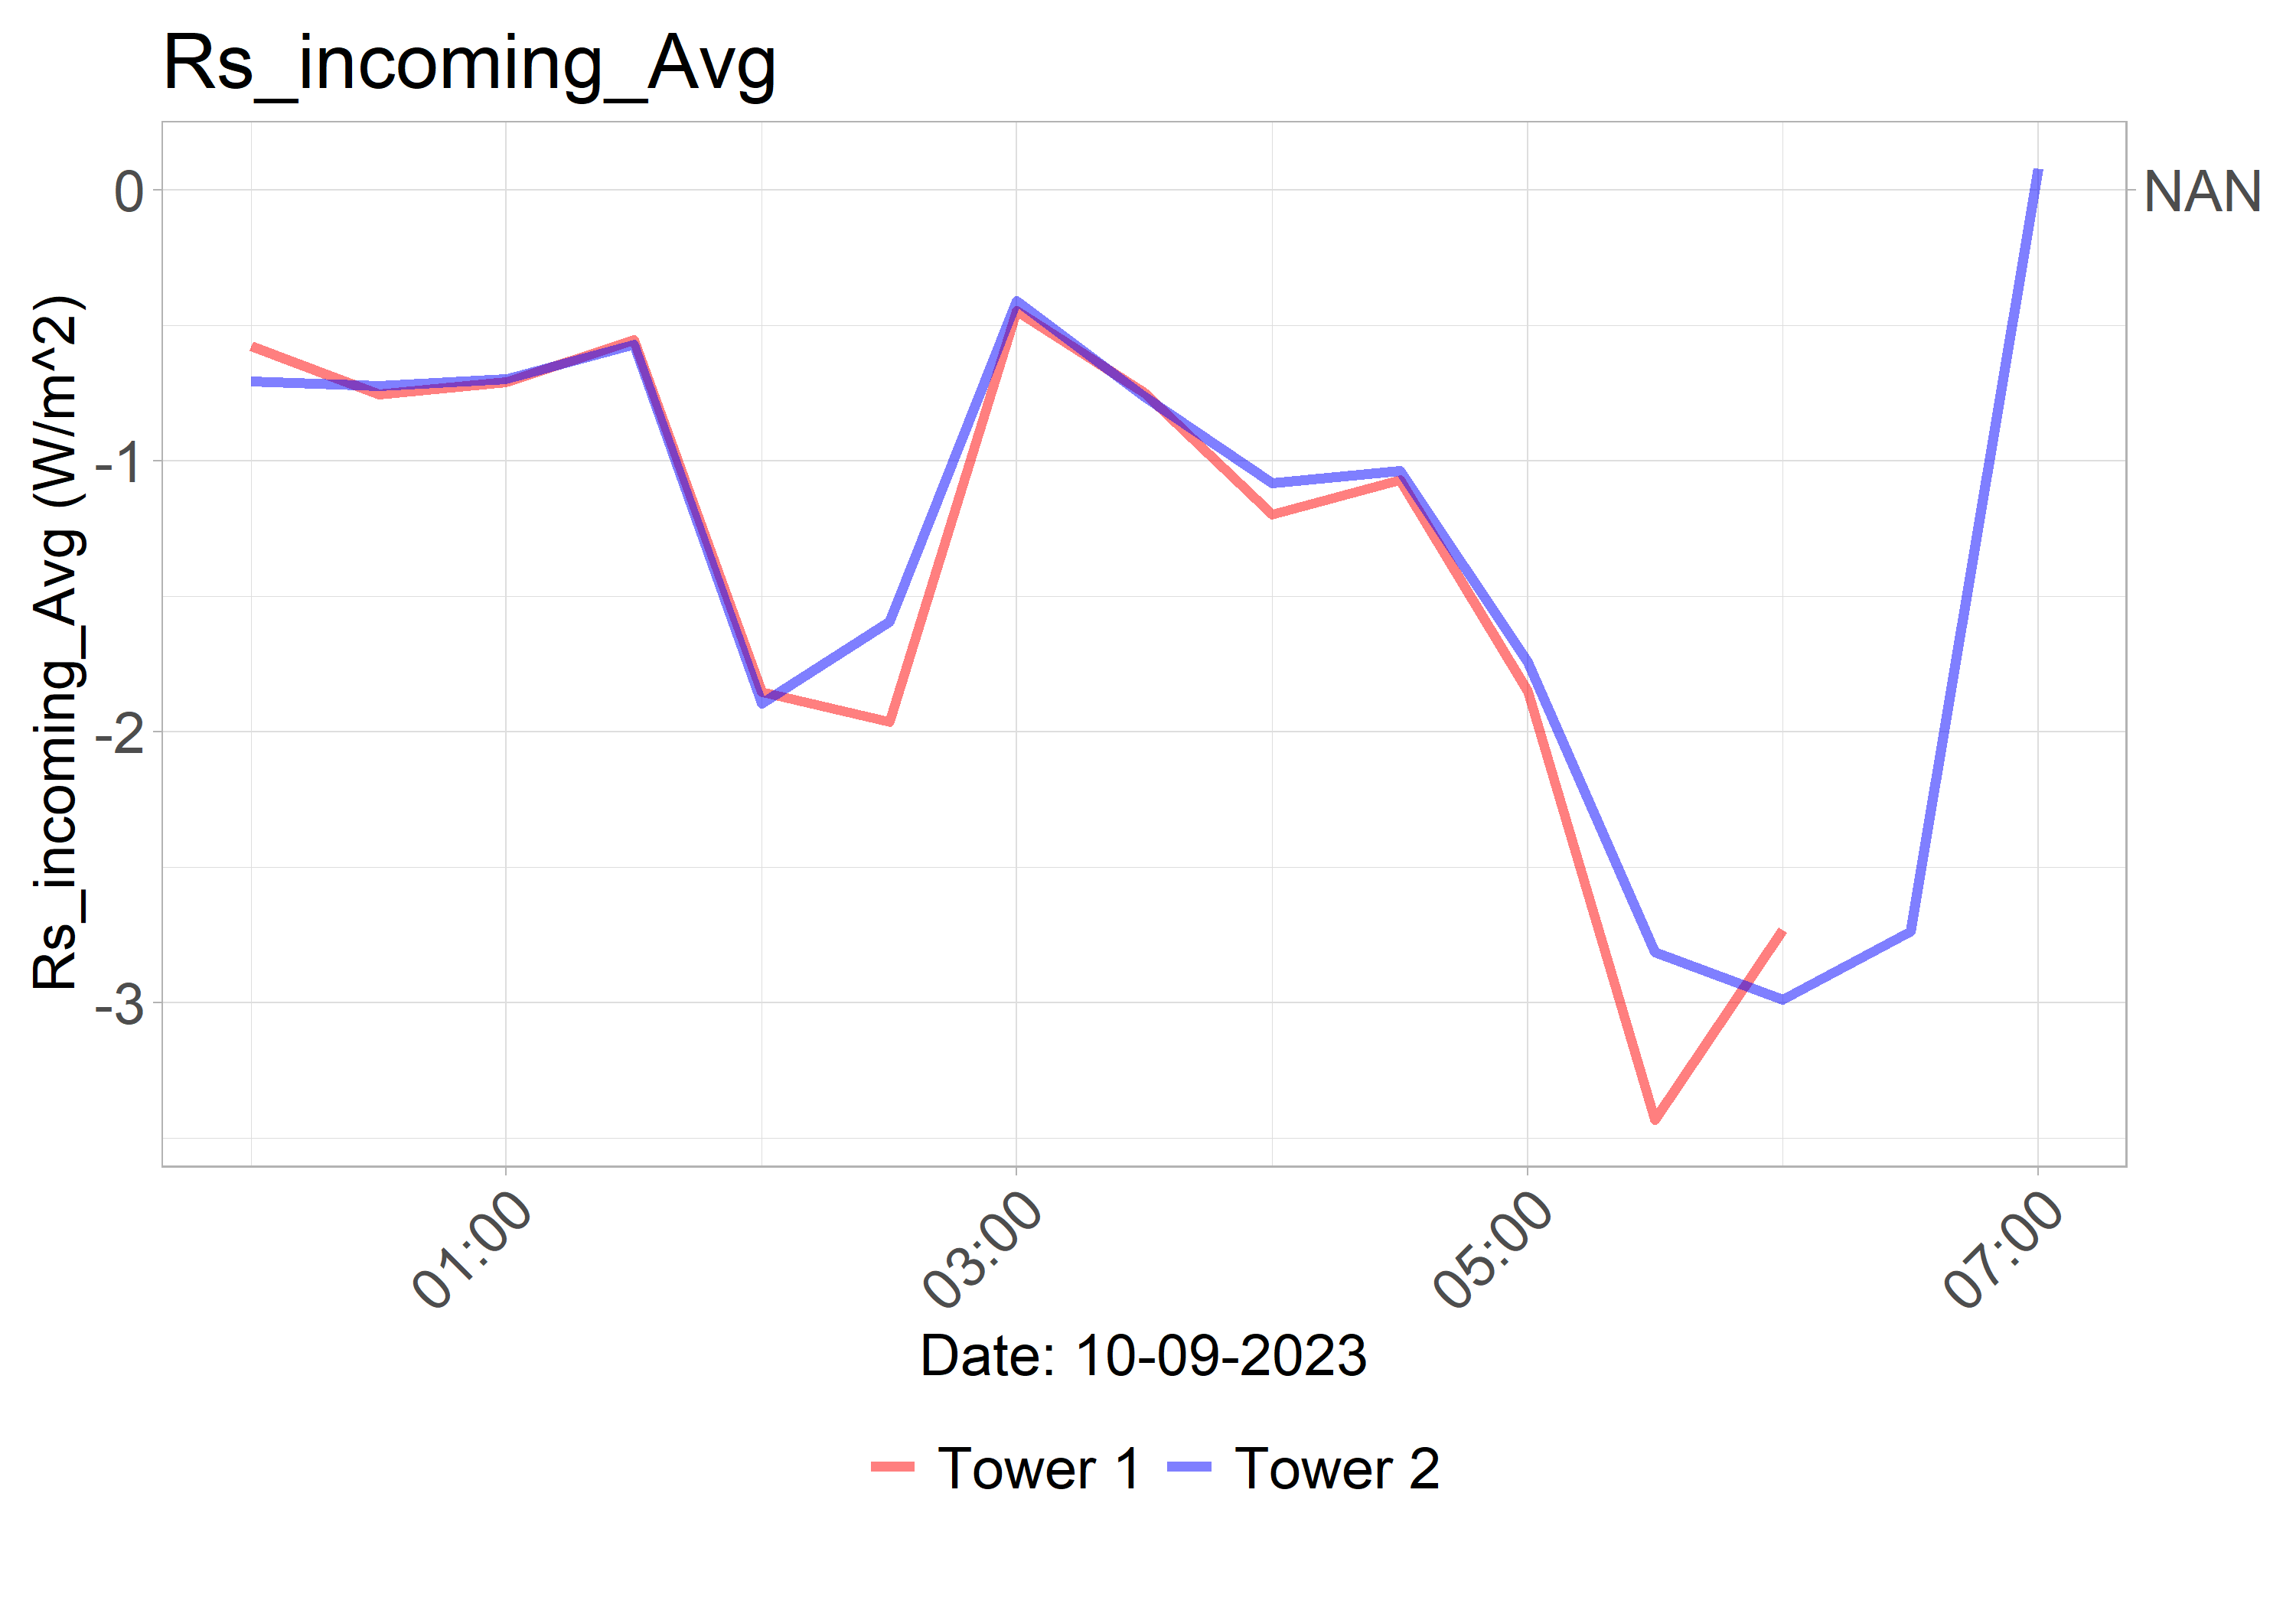 Rs_incoming_Avg
Rs_incoming_Avg (W/m^2)
0
-1
-2
-3
NAN
01:00
03:00
05:00
07:00
Date: 10-09-2023
Tower 1
Tower 2